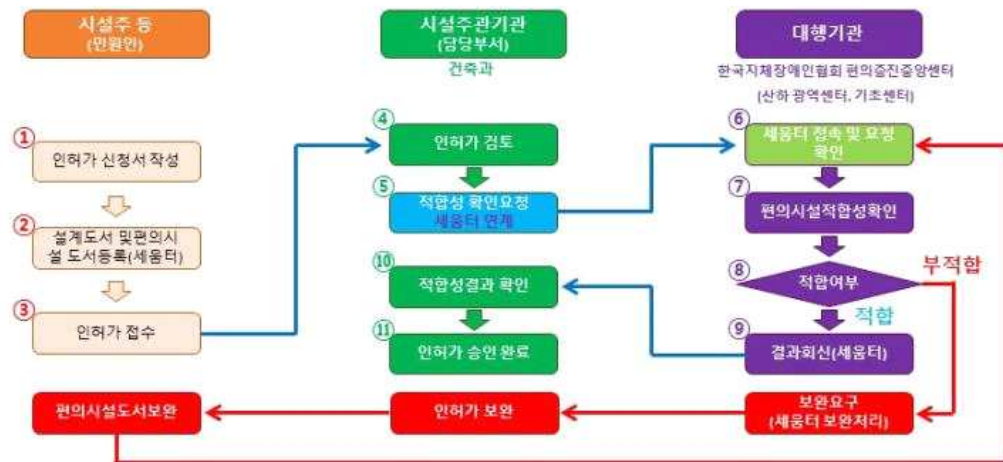 시설주 등
(민원인)
시설주관기관
(담당부서)
건축과
대행기관
한국지체장애인협회 편의증진중앙센터
(산하 광역센터, 기초센터)
①
인허가 신청서 작성
②
설계도서 및편의시
설 도서등록(세움터)
③
인허가 접수
④
인허가 검토
⑤
적합성 확인요청
세움터 연계
⑥
세움터 접속 및 요청
확인
⑦
편의시설적합성확인
⑧
적합여부
부적합
적합
⑨
결과회신(세움터)
⑩
적합성결과 확인
⑪
인허가 승인 완료
편의시설도서보완
인허가 보완
보완요구
(세움터 보완처리)